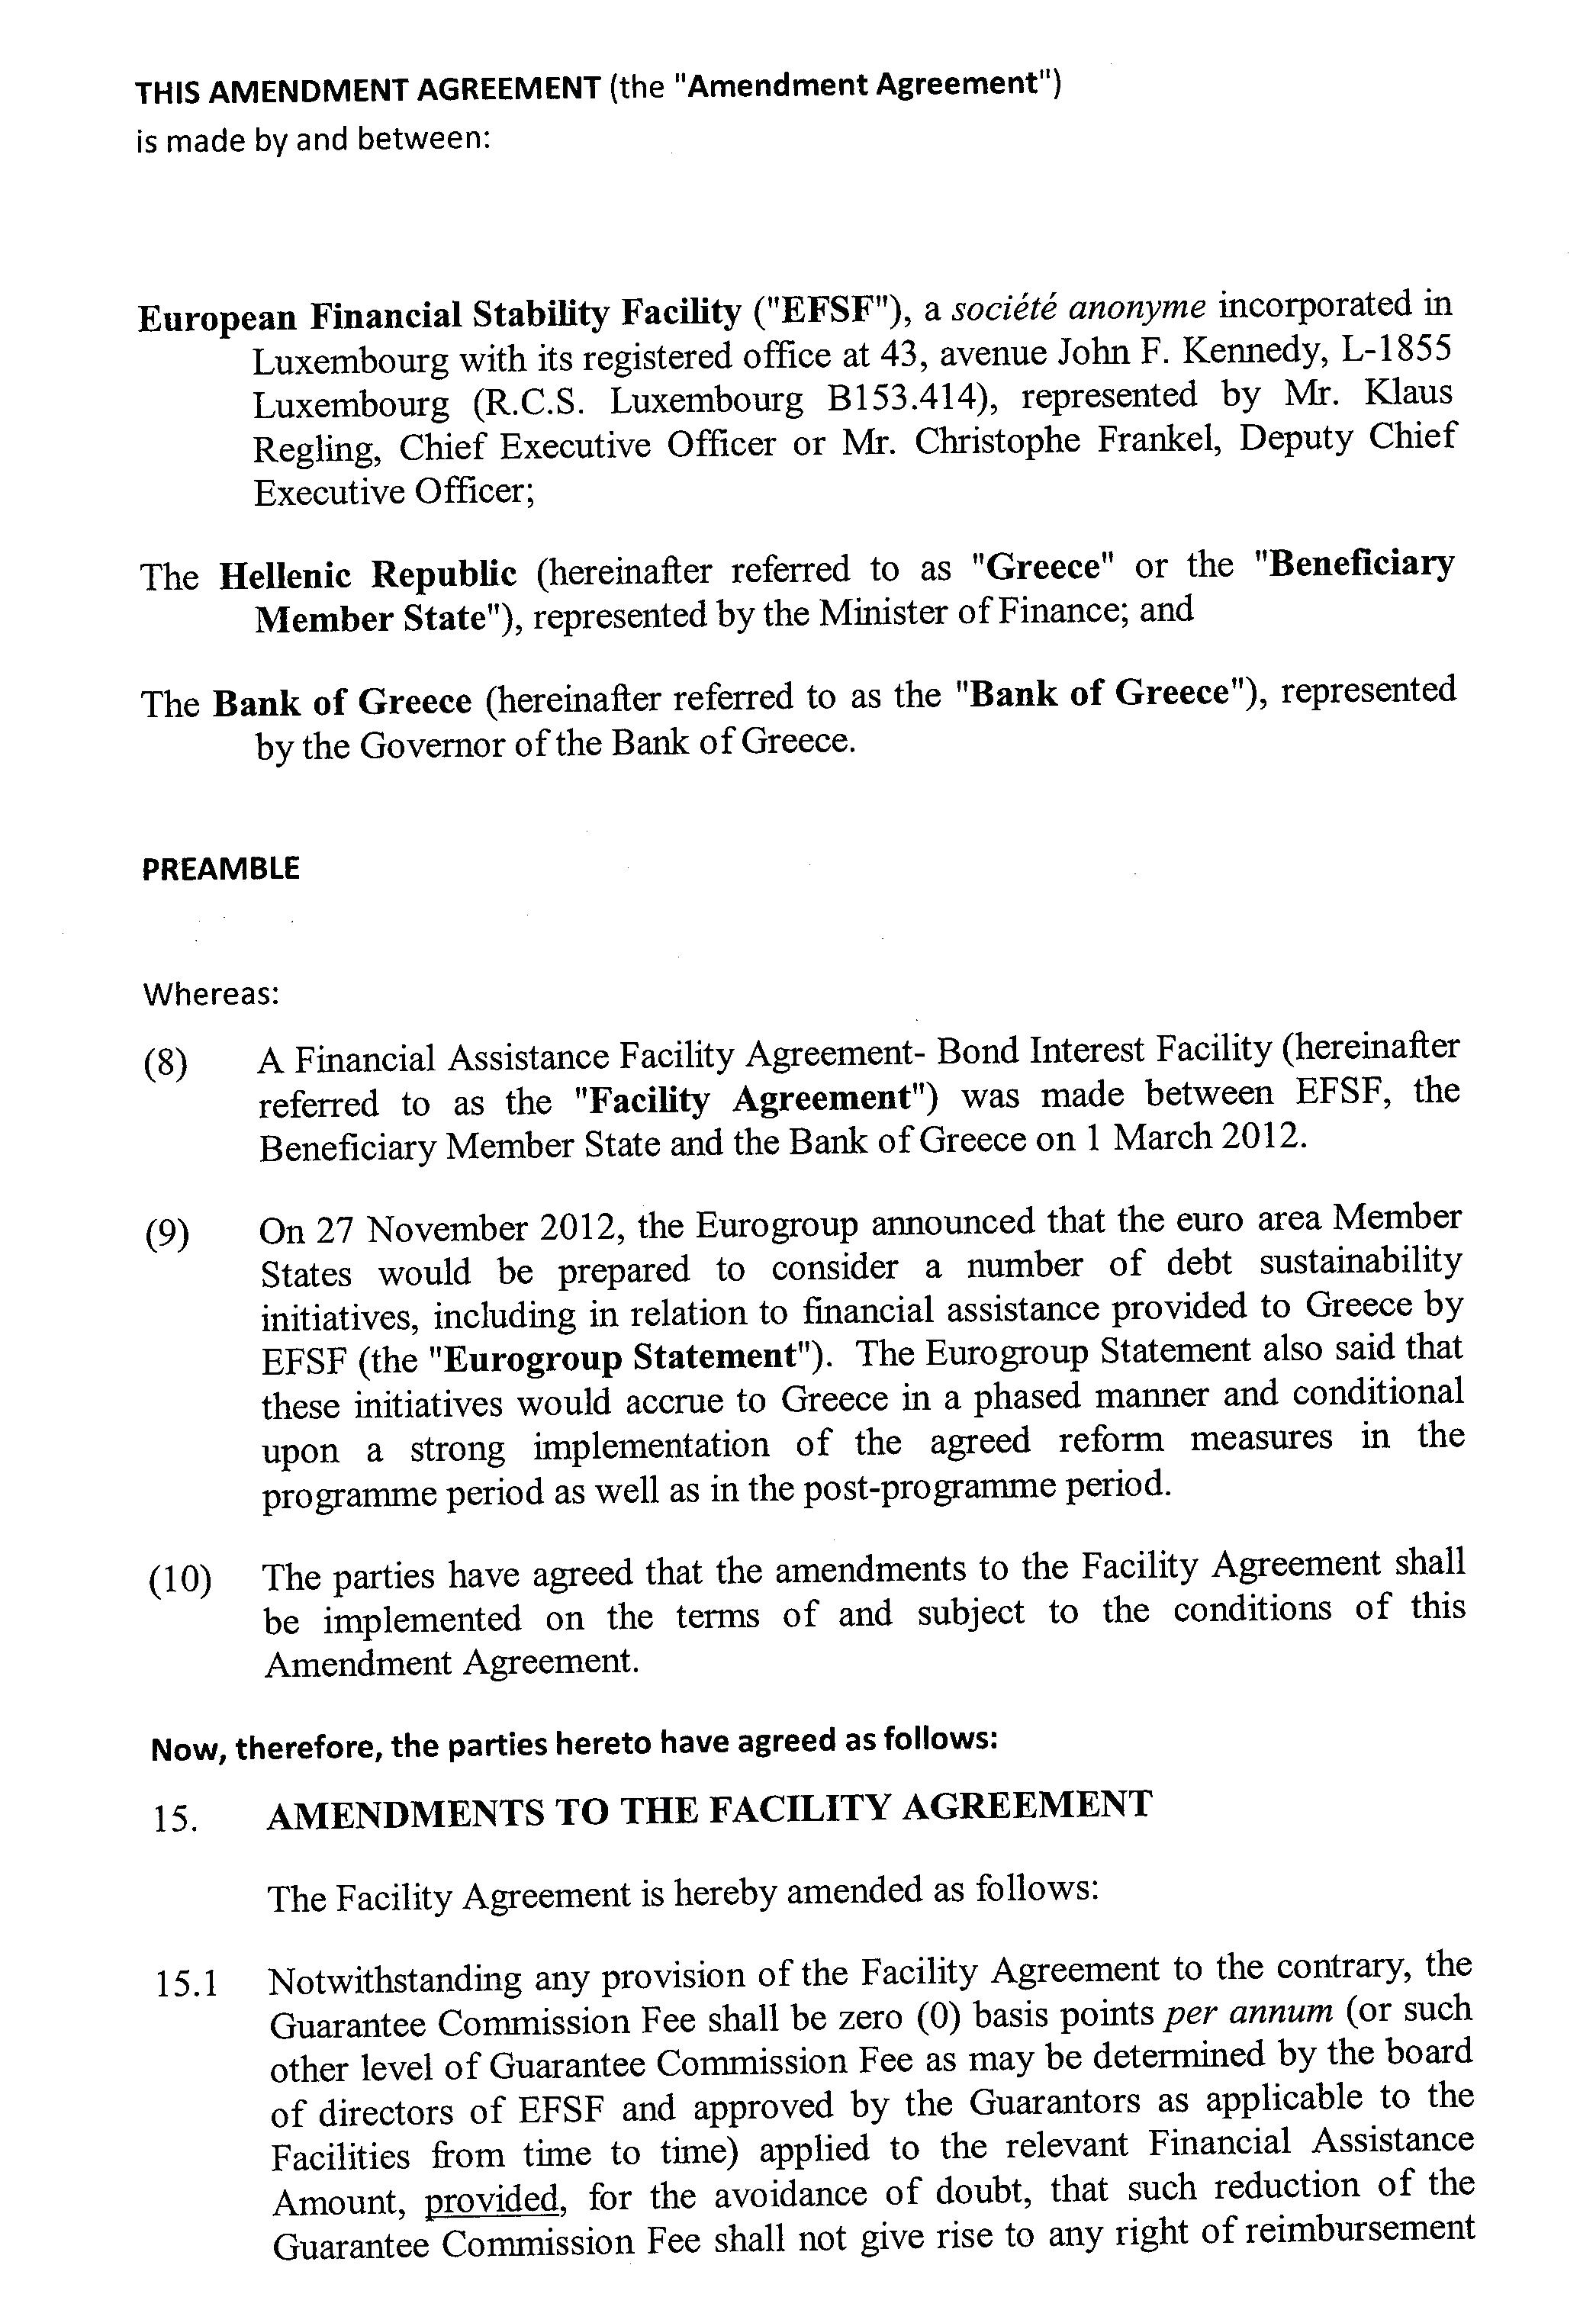 THIS AMENDMENT AGREEMENT (the "Amendment Agreement")
is made by and between:
European Financial Stability Facility ("EFSF"), a société anonyme incorporated in
Luxembourg with its registered office at 43, avenue John F. Kennedy, L-1855
Luxembourg (R.C.S. Luxembourg B153.414), represented by Mr. Klaus
Regling, Chief Executive Officer or Mr. Christophe Frankel, Deputy Chief
Executive Officer;
The Hellenic Republic (hereinafter referred to as "Greece" or the "Beneficiary
Member State"), represented by the Minister of Finance; and
The Bank of Greece (hereinafter referred to as the "Bank of Greece"), represented
by the Governor of the Bank of Greece.
PREAMBLE
Whereas:
(8) A Financial Assistance Facility Agreement- Bond Interest Facility (hereinafter
referred to as the "Facility Agreement") was made between EFSF, the
Beneficiary Member State and the Bank of Greece on 1 March 2012.
(9) On 27 November 2012, the Eurogroup announced that the euro area Member
States would be prepared to consider a number of debt sustainability
initiatives, including in relation to financial assistance provided to Greece by
EFSF (the "Eurogroup Statement"). The Eurogroup Statement also said that
these initiatives would accrue to Greece in a phased manner and conditional
upon a strong implementation of the agreed reform measures in the
programme period as well as in the post-programme period.
(10) The parties have agreed that the amendments to the Facility Agreement shall
be implemented on the terms of and subject to the conditions of this
Amendment Agreement.
Now, therefore, the parties hereto have agreed as follows:
15. AMENDMENTS TO THE FACILITY AGREEMENT
The Facility Agreement is hereby amended as follows:
15.1 Notwithstanding any provision of the Facility Agreement to the contrary, the
Guarantee Commission Fee shall be zero (0) basis points per annum (or such
other level of Guarantee Commission Fee as may be determined by the board
of directors of EFSF and approved by the Guarantors as applicable to the
Facilities from time to time) applied to the relevant Financial Assistance
Amount, provided, for the avoidance of doubt, that such reduction of the
Guarantee Commission Fee shall not give rise to any right of reimbursement